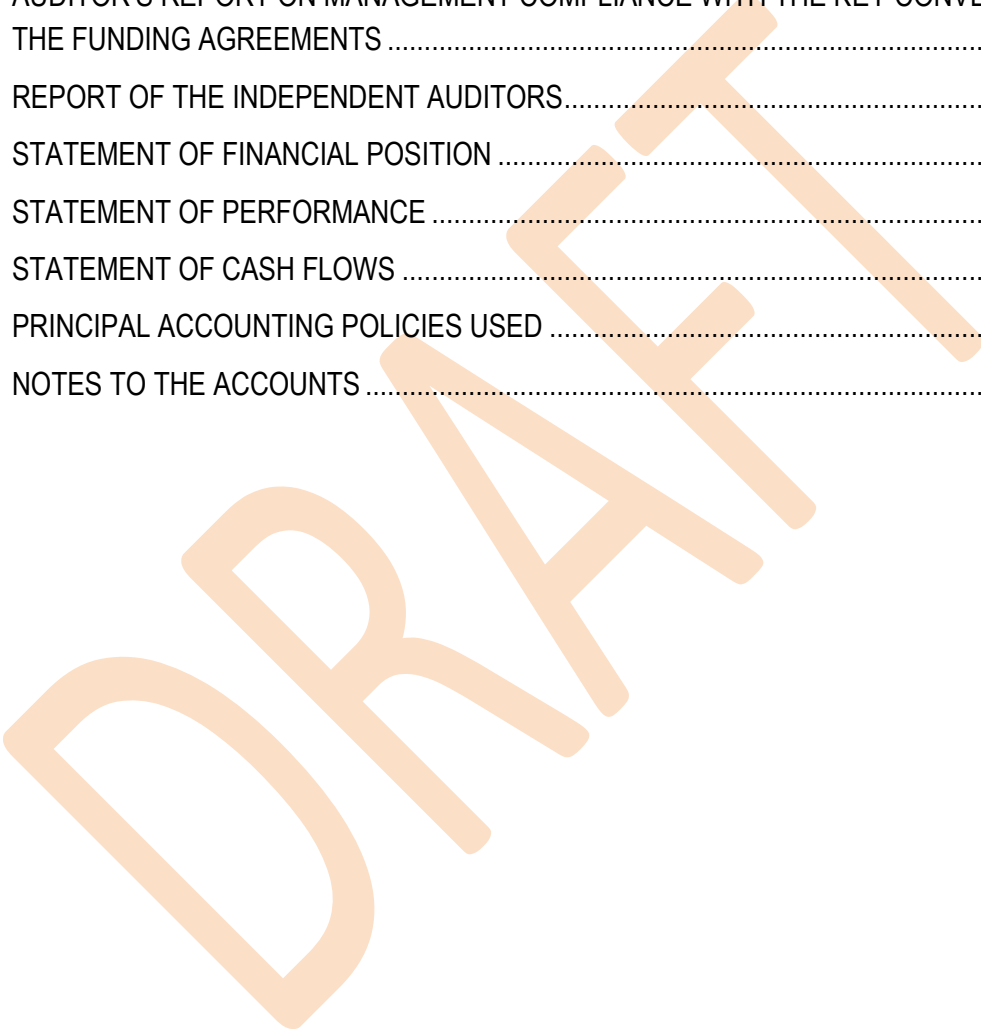 AUDITOR'S REPORT ON MANAGEMENT COMPLIANCE WITH THE KEY
THE FUNDING AGREEMENTS ................................................................
REPORT OF THE INDEPENDENT AUDITORS.........................................................
STATEMENT OF FINANCIAL POSITION ..................................................................
STATEMENT OF PERFORMANCE ...........................................................................
STATEMENT OF CASH FLOWS ...............................................................................
PRINCIPAL ACCOUNTING POLICIES USED ...........................................................
NOTES TO THE ACCOUNTS ....................................................................................
DRAFT